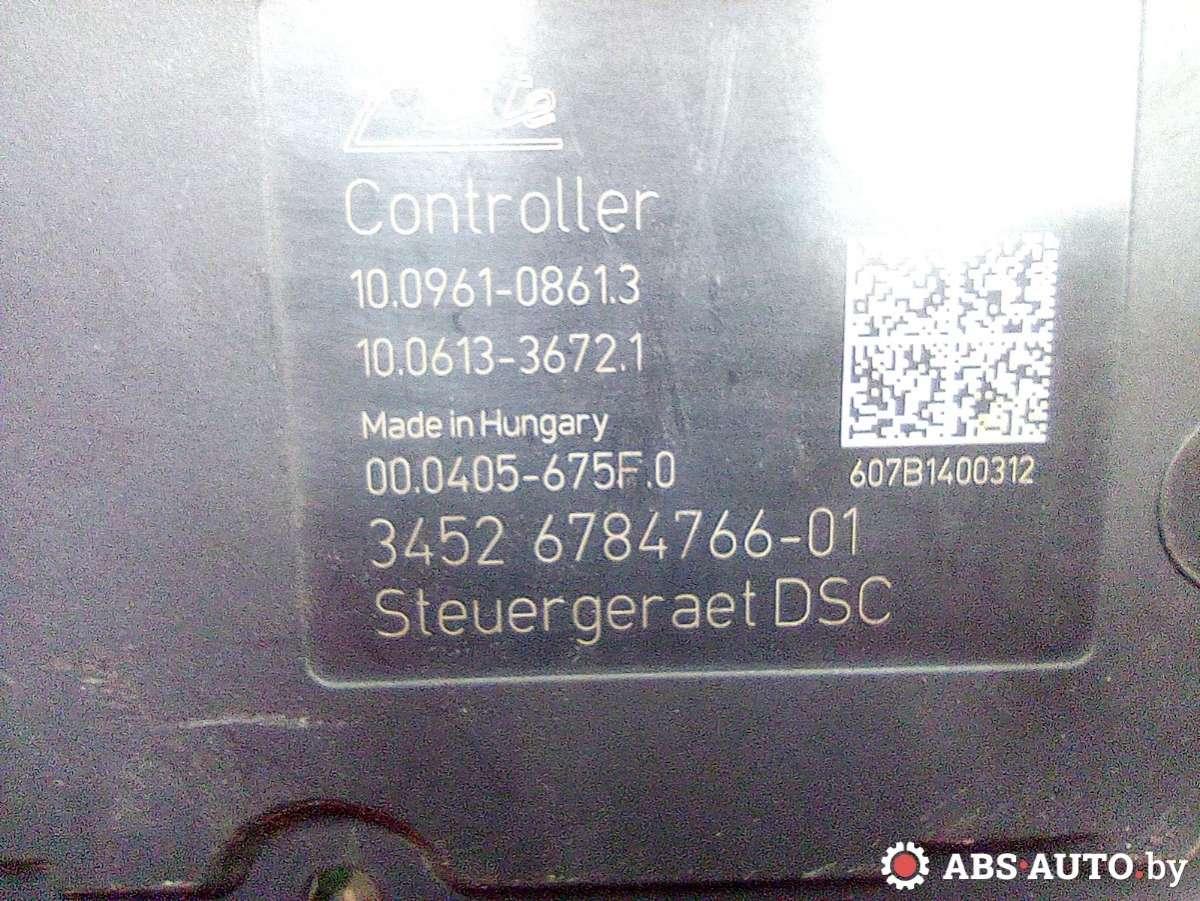 Controller
10.0961-0861.3
10.0613-3672.1
Made in Hungary
00.0405-675F.0
607B1400312
3452 6784766-01
Steuergeraet DSC
ABS-AUTO.by